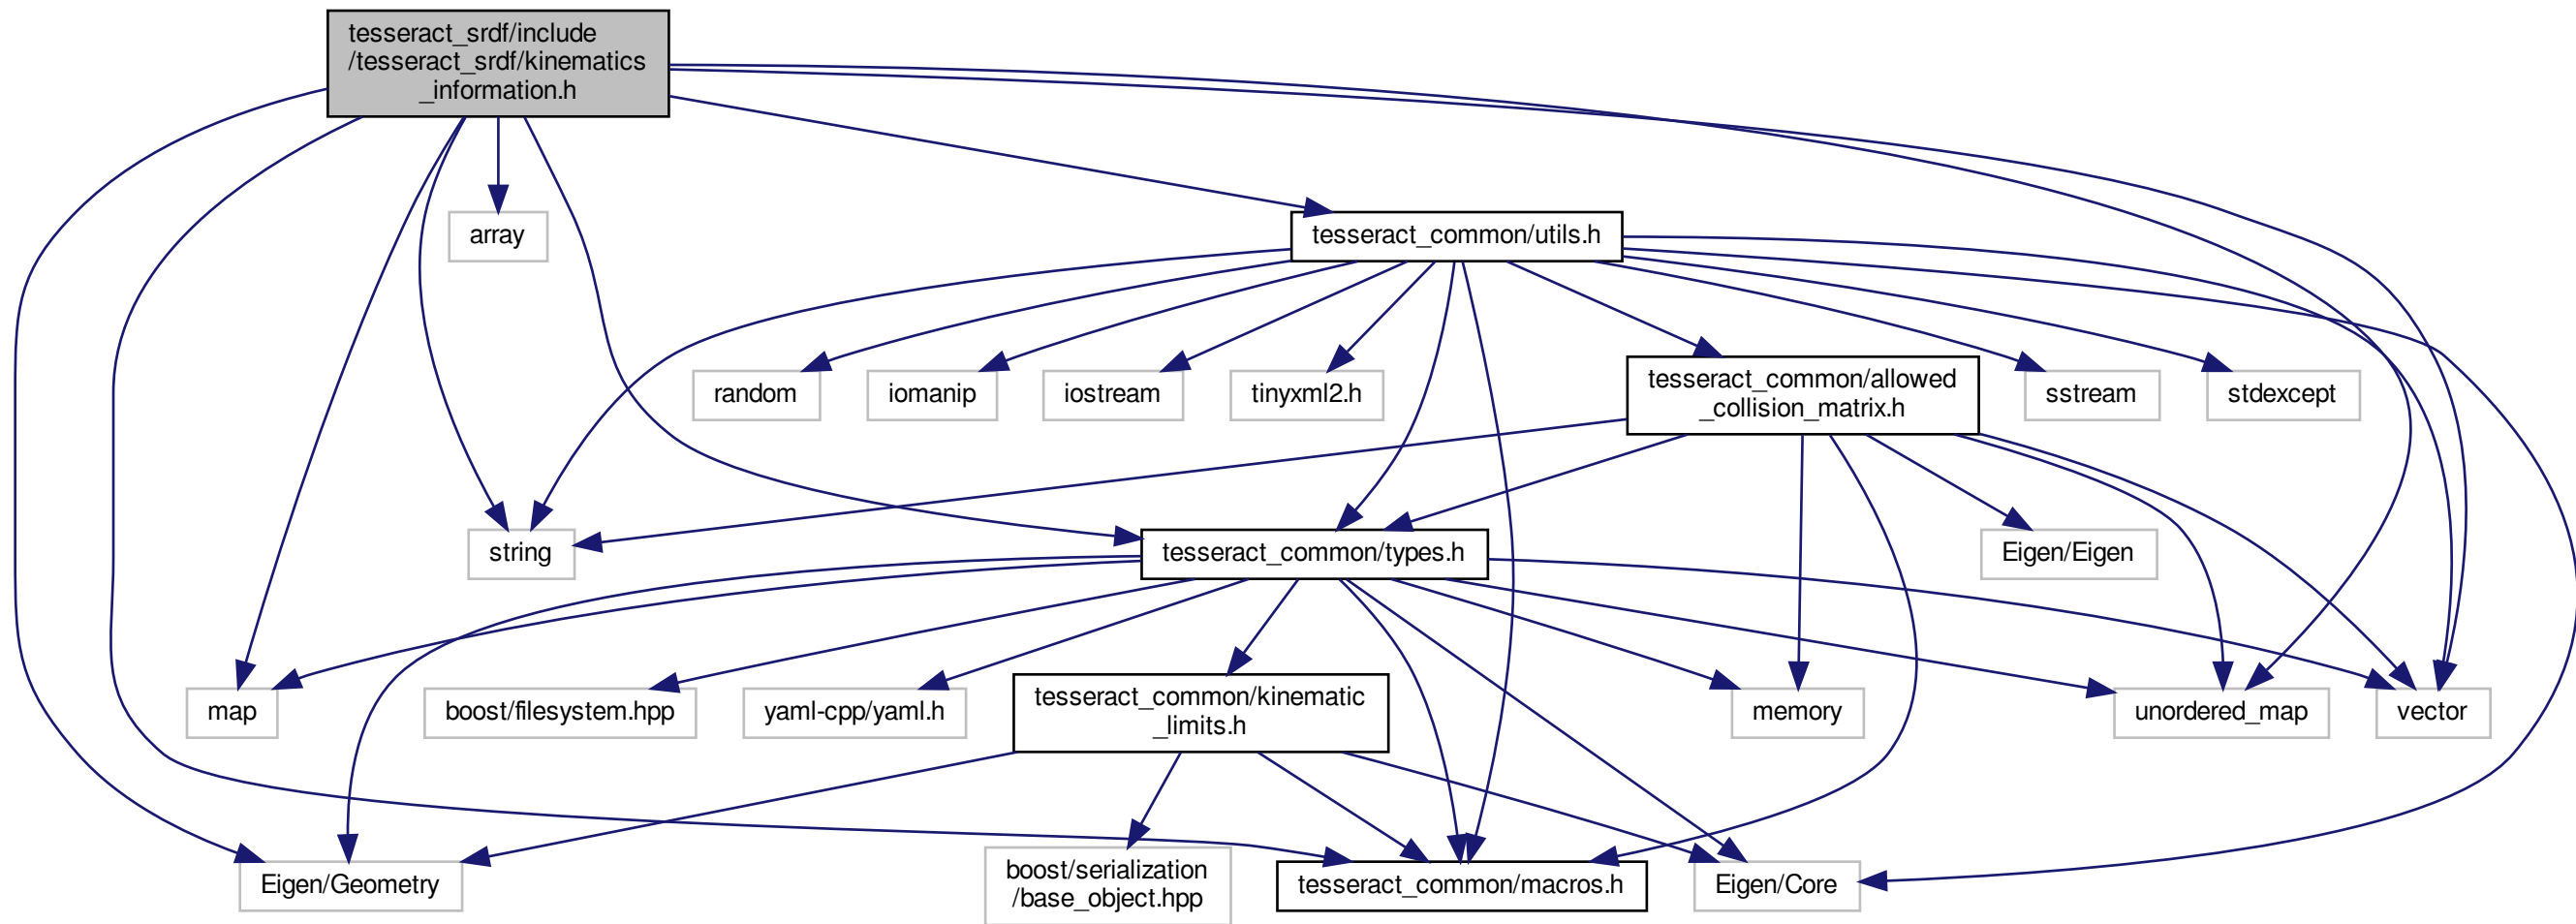 tesseract_srdf/include
/tesseract_srdf/kinematics
_information.h
array
tesseract_common/utils.h
random
iomanip
iostream
tinyxml2.h
tesseract_common/allowed
_collision_matrix.h
sstream
stdexcept
string
tesseract_common/types.h
Eigen/Eigen
map
boost/filesystem.hpp
yaml-cpp/yaml.h
tesseract_common/kinematic
_limits.h
memory
unordered_map
vector
Eigen/Geometry
boost/serialization
/base_object.hpp
tesseract_common/macros.h
Eigen/Core